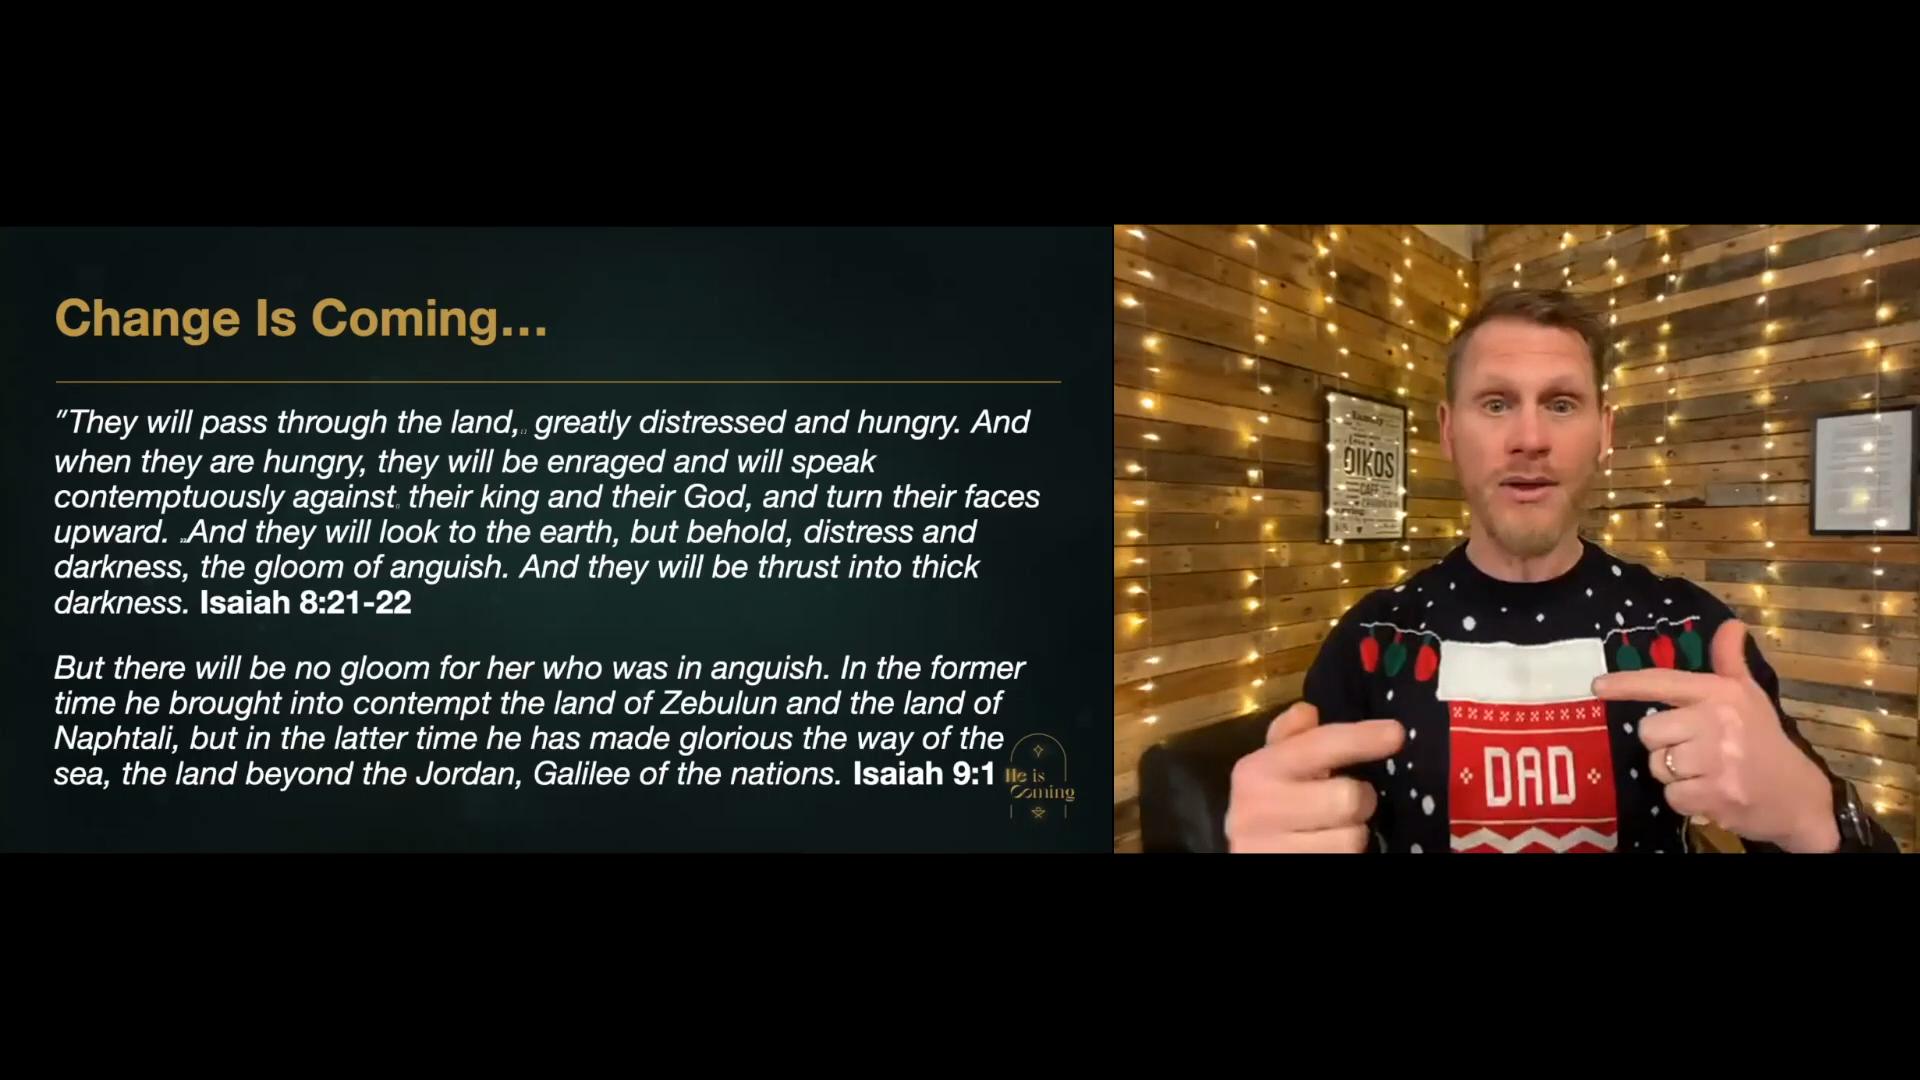 Change Is Coming...
"They will pass through the land, greatly distressed and hungry. And
when they are hungry, they will be enraged and will speak
contemptuously against their king and their God, and turn their faces
upward. And they will look to the earth, but behold, distress and
darkness, the gloom of anguish. And they will be thrust into thick
darkness. Isaiah 8:21-22
But there will be no gloom for her who was in anguish. In the former
time he brought into contempt the land of Zebulun and the land of
Naphtali, but in the latter time he has made glorious the way of the
sea, the land beyond the Jordan, Galilee of the nations. Isaiah 9:1
He is
Coming
OIKOS
CAFE
DAD